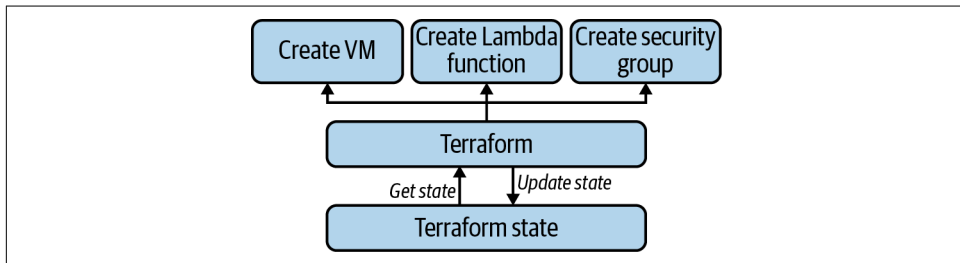 Create VM
Create Lambda
function
Create security
group
Terraform
Get state
Update state
Terraform state